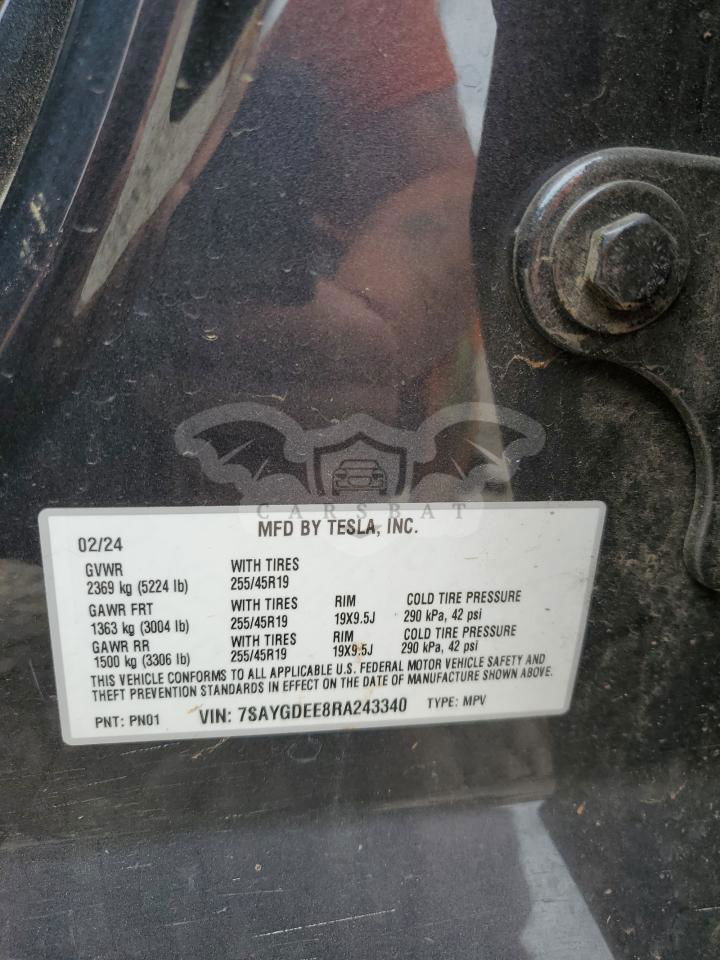 CARSBAT
MFD BY TESLA, INC.
02/24
GVWR WITH TIRES
2369 kg (5224 lb) 255/45R19
GAWR FRT WITH TIRES RIM COLD TIRE PRESSURE
1363 kg (3004 lb) 255/45R19 19X9.5J 290 kPa, 42 psi
GAWR RR WITH TIRES RIM COLD TIRE PRESSURE
1500 kg (3306 lb) 255/45R19 19X9.5J 290 kPa, 42 psi
THIS VEHICLE CONFORMS TO ALL APPLICABLE U.S. FEDERAL MOTOR VEHICLE SAFETY AND
THEFT PREVENTION STANDARDS IN EFFECT ON THE DATE OF MANUFACTURE SHOWN ABOVE.
PNT: PN01 VIN: 7SAYGDEE8RA243340 TYPE: MPV